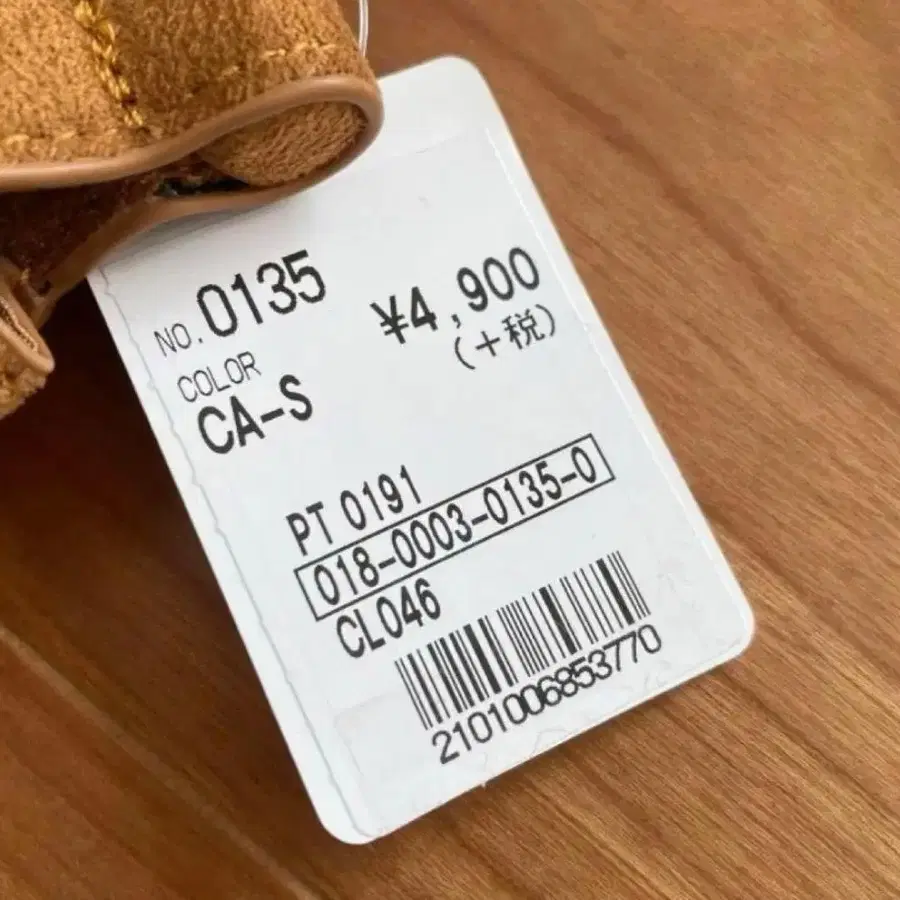 NO. 0135
¥4,900
(+税)
COLOR
CA-S
PT 0191
018-0003-0135-0
CL046
2101006853770